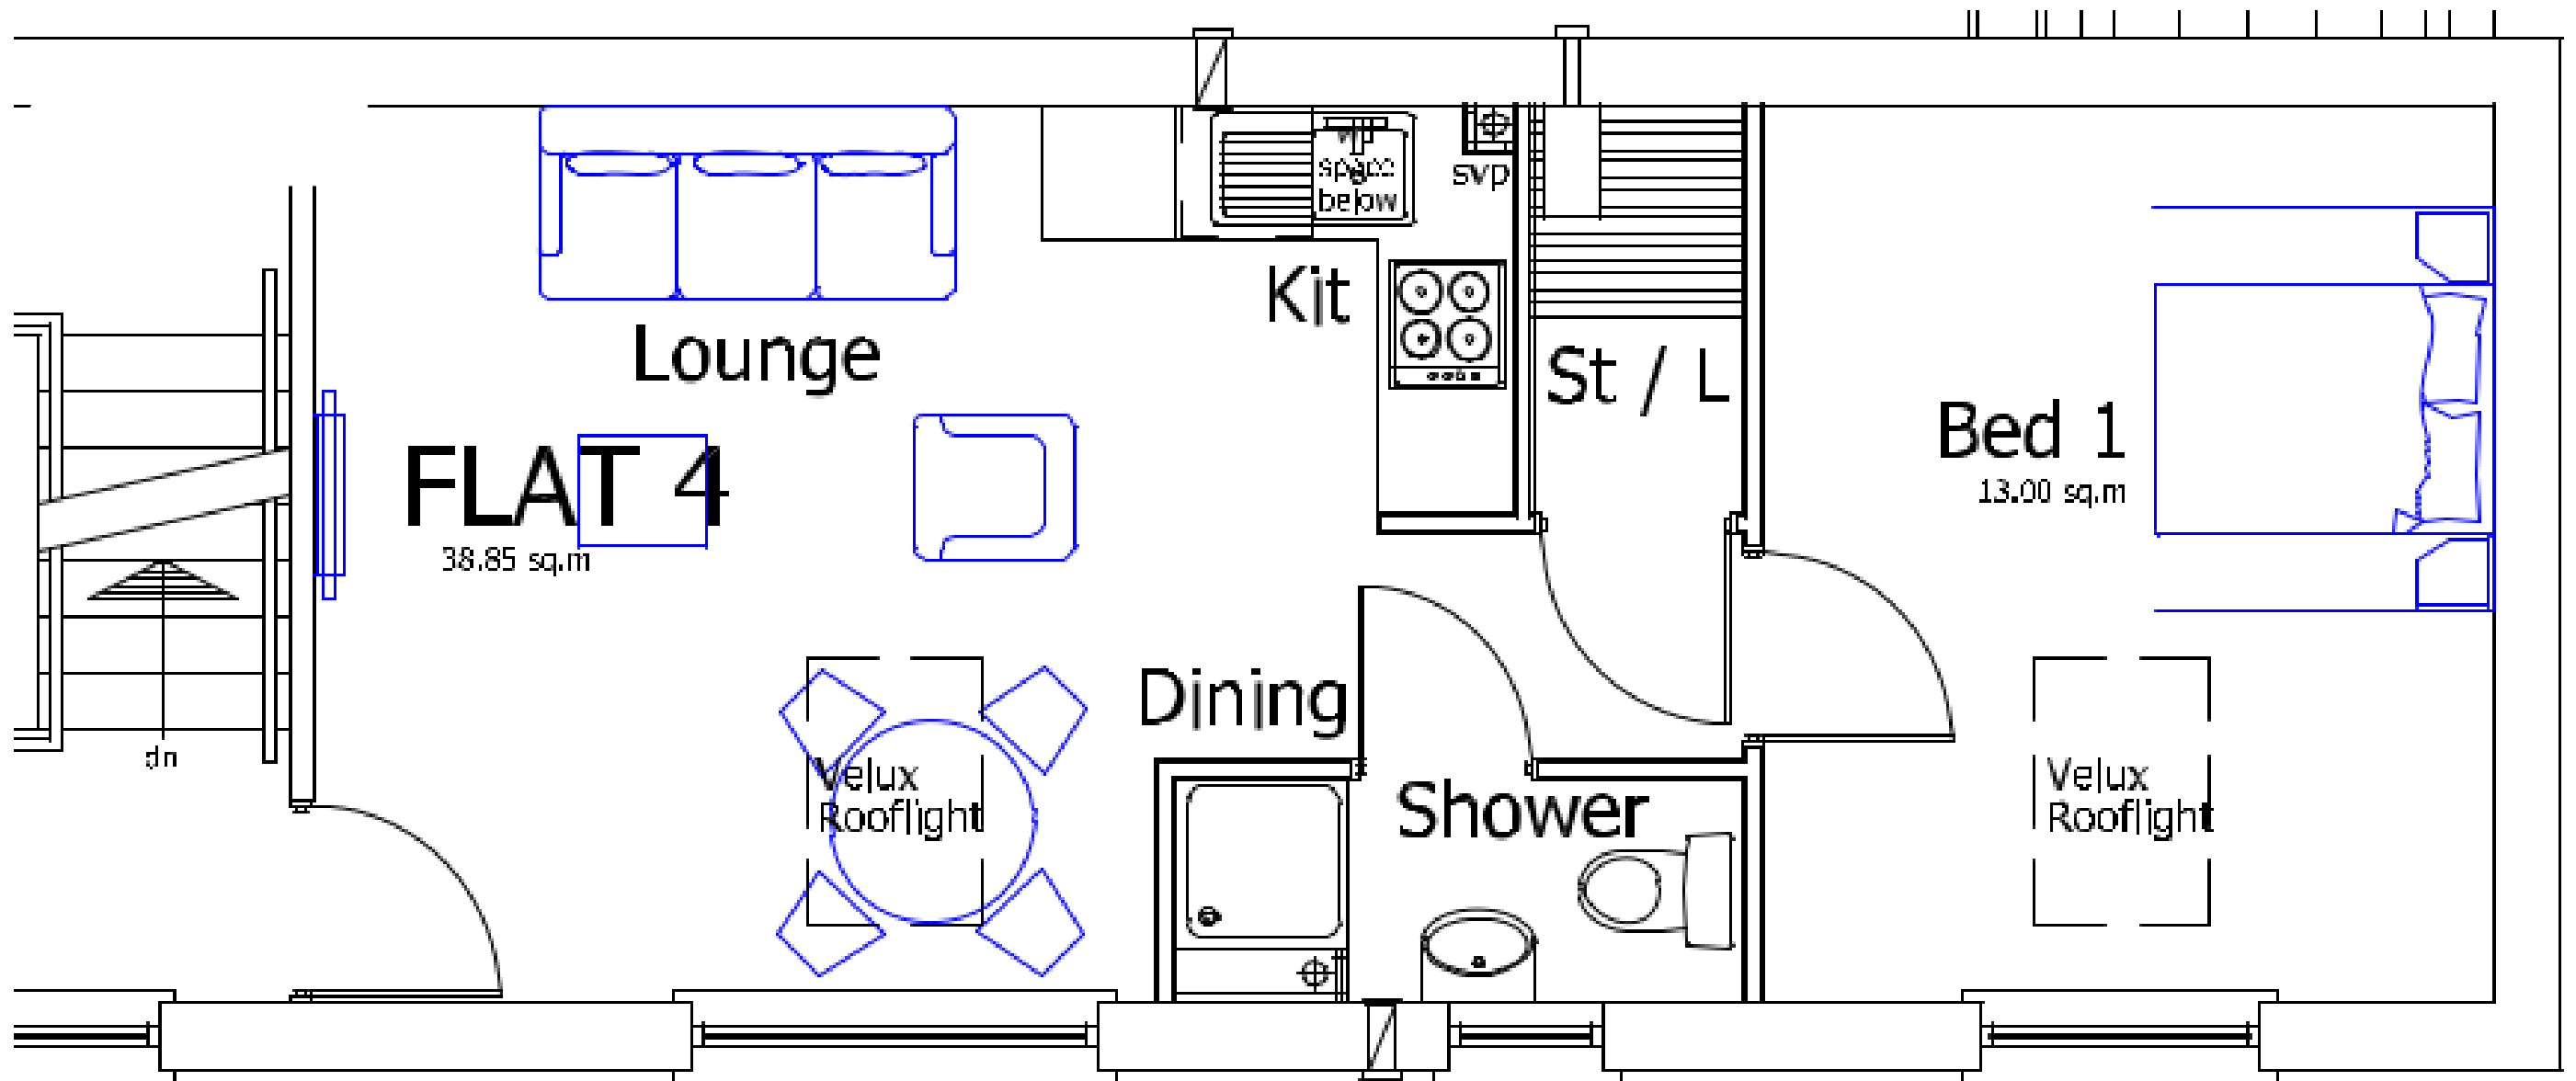 Lounge
FLAT 4
38.85 sq.m
Kit
space
below
svp
St / L
Bed 1
13.00 sq.m
Dining
Shower
Velux
Rooflight
Velux
Rooflight
dn